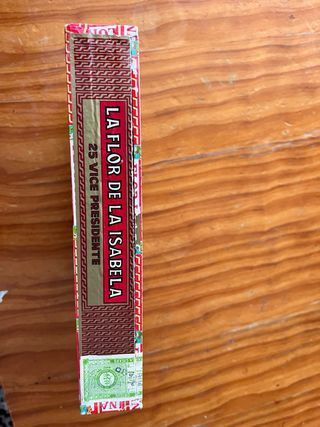 LA FLOR DE LA ISABELA
25 VICE PRESIDENTE